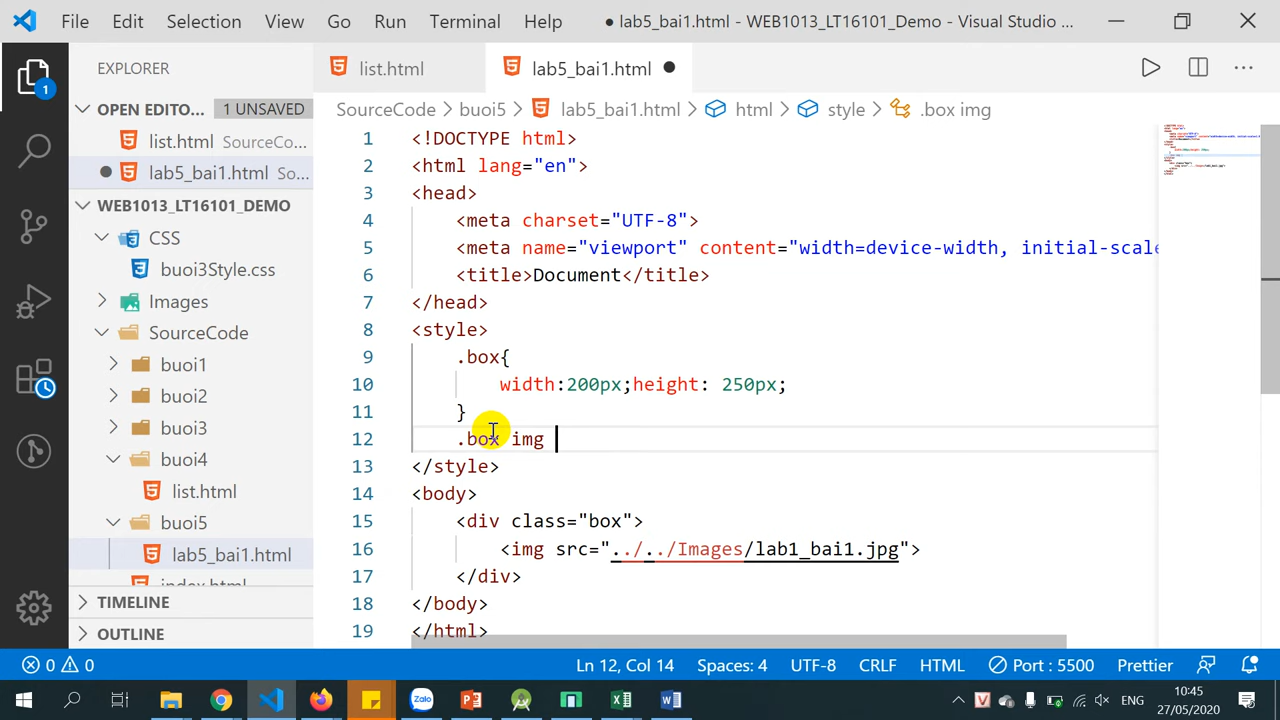 File Edit Selection View Go Run Terminal Help ● lab5_bai1.html - WEB1013_LT16101_Demo - Visual Studio ...
EXPLORER
OPEN EDITO... 1 UNSAVED
list.html SourceCo...
lab5_bai1.html So...
WEB1013_LT16101_DEMO
CSS
buoi3Style.css
Images
SourceCode
buoi1
buoi2
buoi3
buoi4
list.html
buoi5
lab5_bai1.html
index.html
TIMELINE
OUTLINE
1
list.html lab5_bai1.html ●
SourceCode > buoi5 > lab5_bai1.html > html > style > .box img
1 <!DOCTYPE html>
2 <html lang="en">
3 <head>
4 <meta charset="UTF-8">
5 <meta name="viewport" content="width=device-width, initial-scale
6 <title>Document</title>
7 </head>
8 <style>
9 .box{
10 width:200px;height: 250px;
11 }
12 .box img
13 </style>
14 <body>
15 <div class="box">
16 <img src="../../Images/lab1_bai1.jpg">
17 </div>
18 </body>
19 </html>
0 0 Ln 12, Col 14 Spaces: 4 UTF-8 CRLF HTML Port : 5500 Prettier
Zalo ENG 10:45
27/05/2020